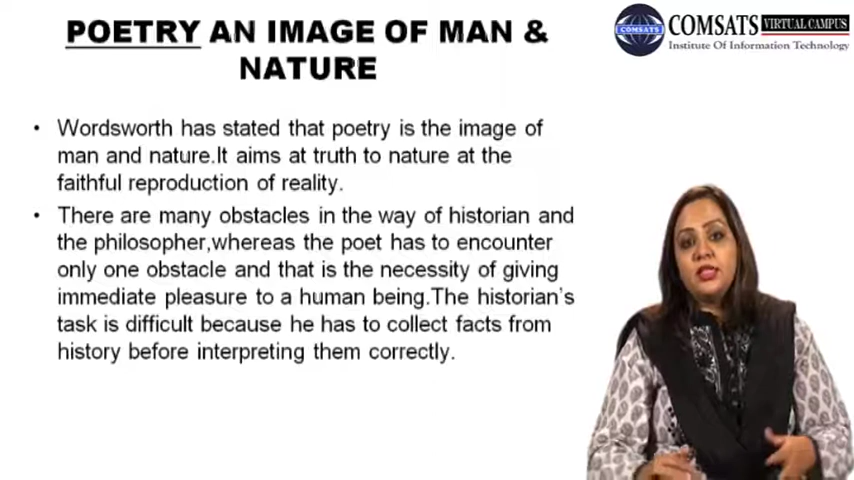 POETRY AN IMAGE OF MAN &
NATURE
COMSATS VIRTUAL CAMPUS
Institute Of Information Technology
COMSATS
• Wordsworth has stated that poetry is the image of
man and nature.It aims at truth to nature at the
faithful reproduction of reality.
• There are many obstacles in the way of historian and
the philosopher,whereas the poet has to encounter
only one obstacle and that is the necessity of giving
immediate pleasure to a human being.The historian's
task is difficult because he has to collect facts from
history before interpreting them correctly.